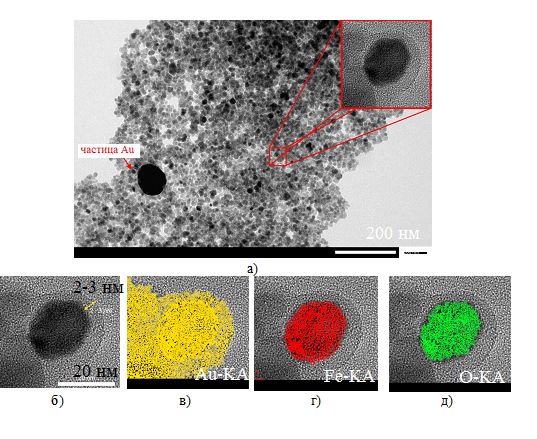 частица Au
200 нм
а)
2-3 нм
20 нм
Au-KA
Fe-KA
O-KA
б)
в)
г)
д)